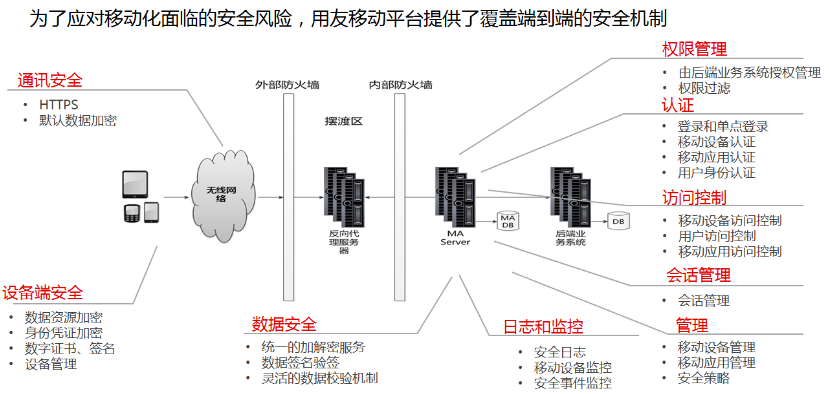 为了应对移动化面临的安全风险，用友移动平台提供了覆盖端到端的安全机制
通讯安全
HTTPS
默认数据加密
外部防火墙
内部防火墙
摆渡区
无线网
络
反向代
理服务
器
MA
Server
MA
DB
后端业
务系统
DB
权限管理
由后端业务系统授权管理
权限过滤
认证
登录和单点登录
移动设备认证
移动应用认证
用户身份认证
访问控制
移动设备访问控制
用户访问控制
移动应用访问控制
会话管理
会话管理
管理
移动设备管理
移动应用管理
安全策略
设备端安全
数据资源加密
身份凭证加密
数字证书、签名
设备管理
数据安全
统一的加解密服务
数据签名验签
灵活的数据校验机制
日志和监控
安全日志
移动设备监控
安全事件监控